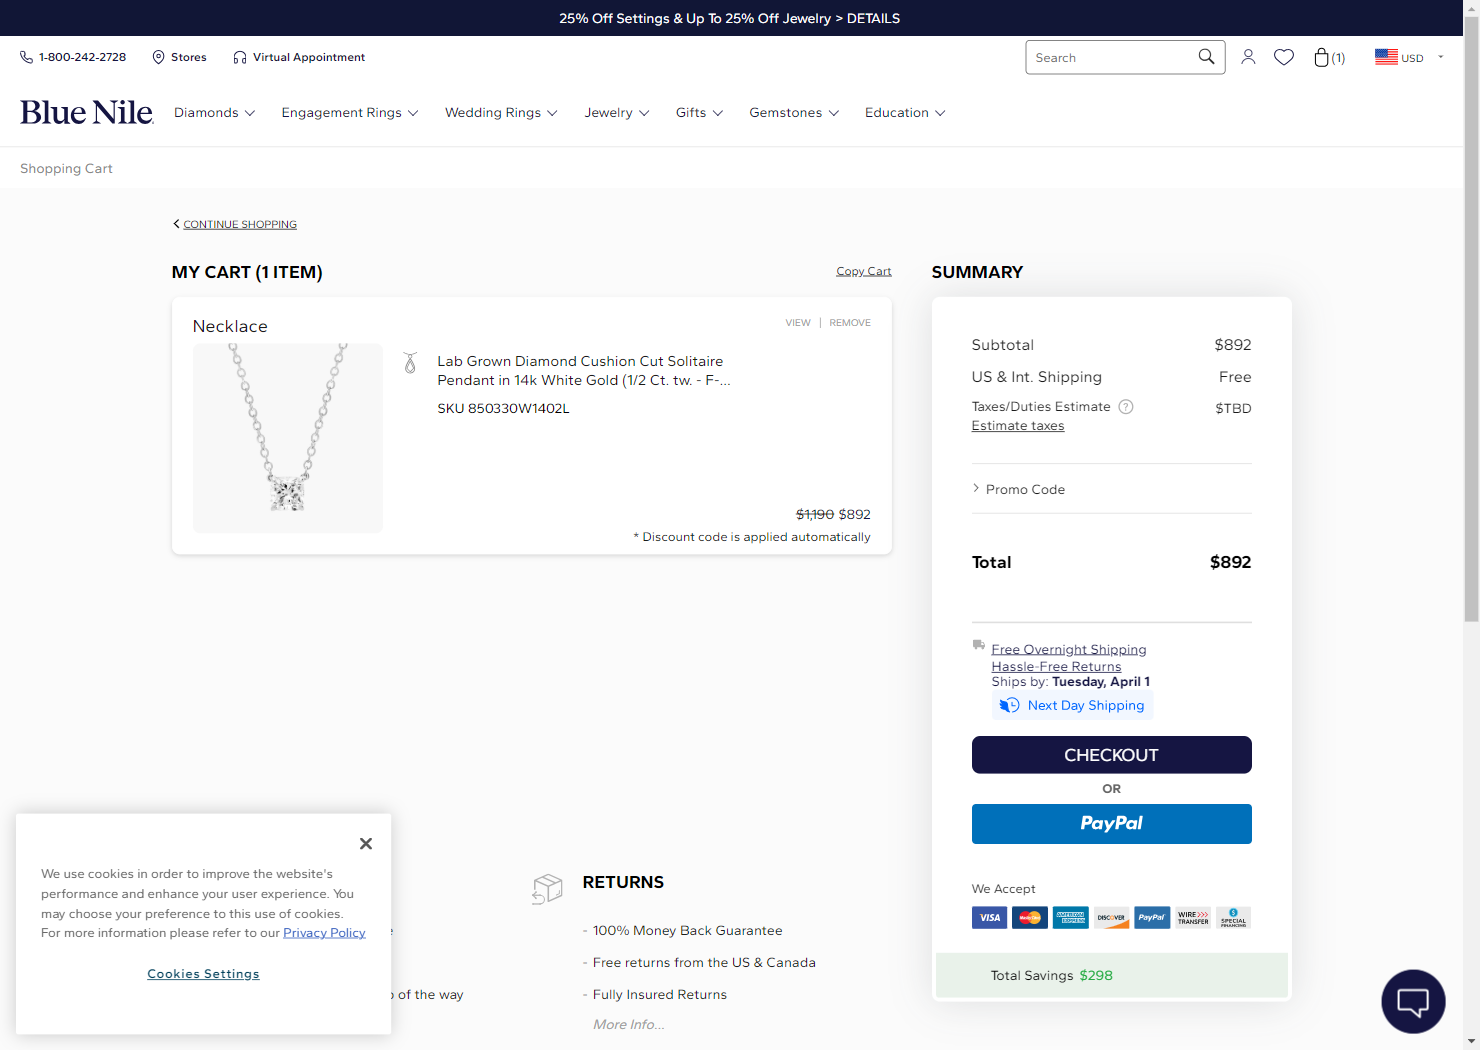 25% Off Settings & Up To 25% Off Jewelry > DETAILS
1-800-242-2728 Stores Virtual Appointment Search (1) USD
Blue Nile Diamonds Engagement Rings Wedding Rings Jewelry Gifts Gemstones Education
Shopping Cart
CONTINUE SHOPPING
MY CART (1 ITEM)
Copy Cart
Necklace
VIEW | REMOVE
Lab Grown Diamond Cushion Cut Solitaire
Pendant in 14k White Gold (1/2 Ct. tw. - F-...
SKU 850330W1402L
$1,190 $892
* Discount code is applied automatically
SUMMARY
Subtotal $892
US & Int. Shipping Free
Taxes/Duties Estimate ? $TBD
Estimate taxes
Promo Code
Total $892
Free Overnight Shipping
Hassle-Free Returns
Ships by: Tuesday, April 1
Next Day Shipping
CHECKOUT
OR
PayPal
We Accept
VISA MasterCard AMERICAN EXPRESS DISCOVER PayPal WIRE TRANSFER SPECIAL FINANCING
Total Savings $298
We use cookies in order to improve the website's
performance and enhance your user experience. You
may choose your preference to this use of cookies.
For more information please refer to our Privacy Policy
Cookies Settings
of the way
RETURNS
- 100% Money Back Guarantee
- Free returns from the US & Canada
- Fully Insured Returns
More Info...